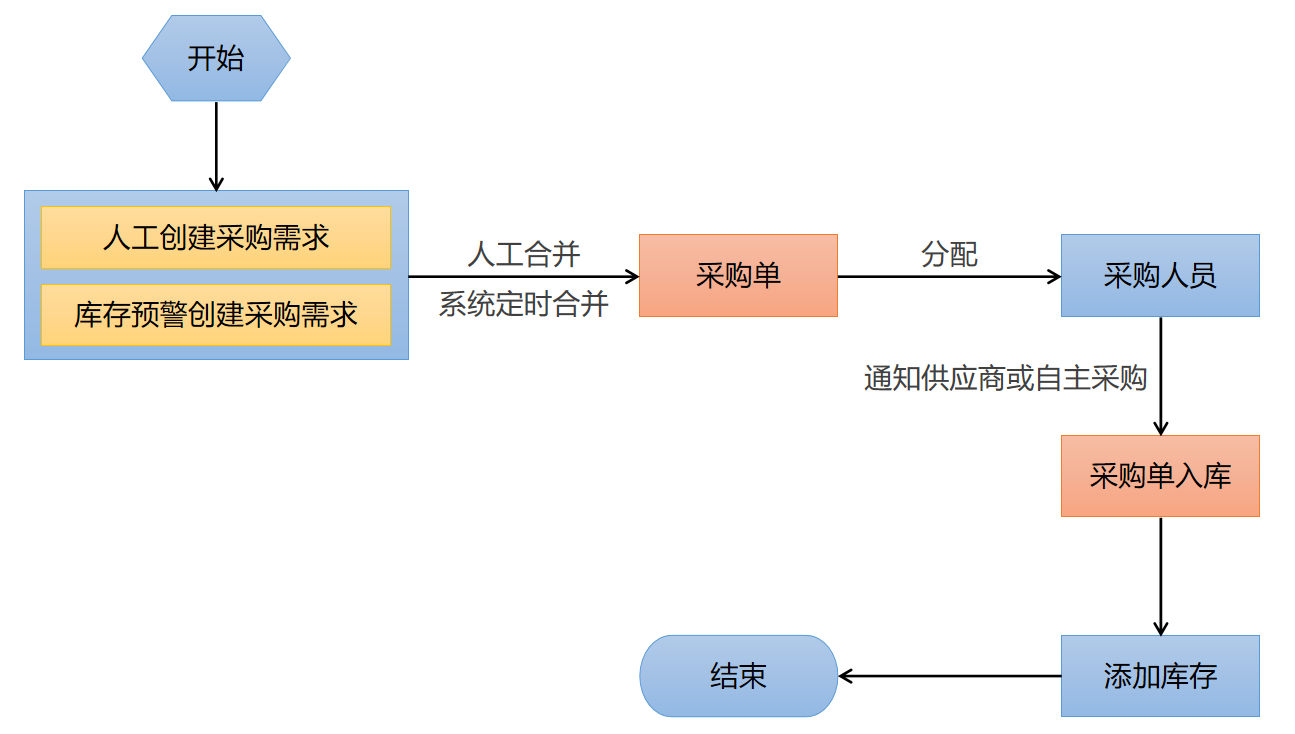 开始
人工创建采购需求
库存预警创建采购需求
人工合并
系统定时合并
采购单
分配
采购人员
通知供应商或自主采购
采购单入库
添加库存
结束